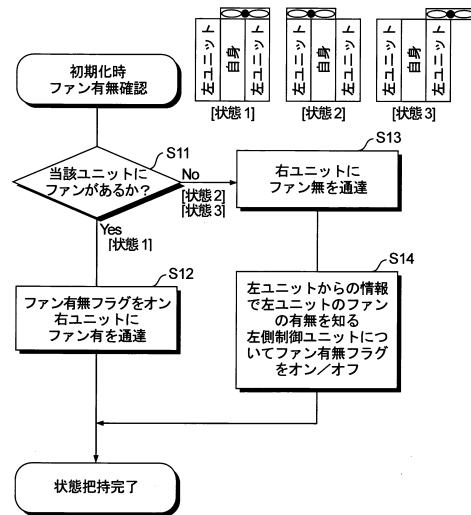 初期化時
ファン有無確認
左ユニット
自身
左ユニット
[状態1]
左ユニット
自身
左ユニット
[状態2]
左ユニット
自身
左ユニット
[状態3]
S11
当該ユニットに
ファンがあるか?
No
[状態2]
[状態3]
Yes
[状態1]
S13
右ユニットに
ファン無を通達
S12
ファン有無フラグをオン
右ユニットに
ファン有を通達
S14
左ユニットからの情報
で左ユニットのファン
の有無を知る
左側制御ユニットにつ
いてファン有無フラグ
をオン/オフ
状態把持完了